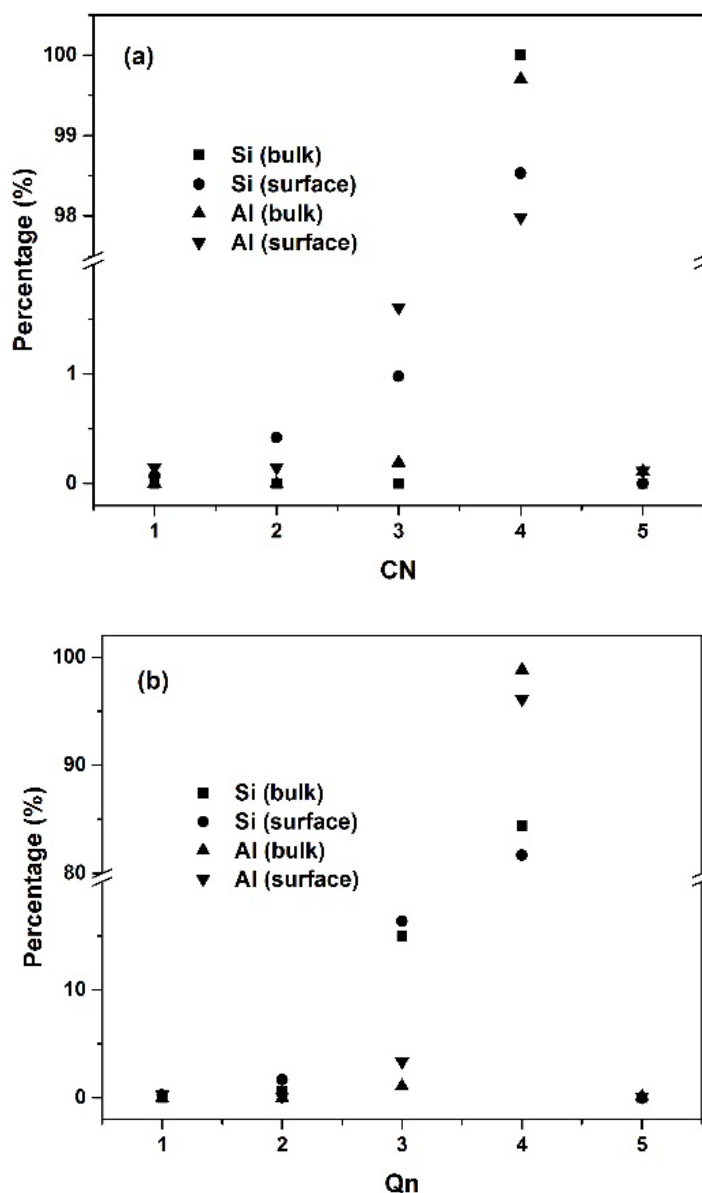 (a)
100
99
98
1
0
Percentage (%)
Si (bulk)
Si (surface)
Al (bulk)
Al (surface)
1 2 3 4 5
CN
(b)
100
90
80
10
0
Percentage (%)
Si (bulk)
Si (surface)
Al (bulk)
Al (surface)
1 2 3 4 5
Qn